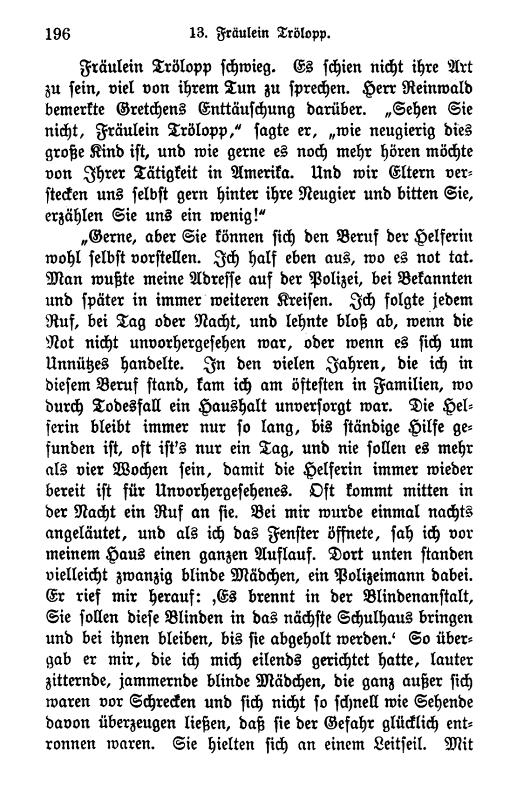 196 13. Fräulein Trölopp.
Fräulein Trölopp schwieg. Es schien nicht ihre Art
zu sein, viel von ihrem Tun zu sprechen. Herr Reinwald
bemerkte Gretchens Enttäuschung darüber. „Sehen Sie
nicht, Fräulein Trölopp,“ sagte er, „wie neugierig dies
große Kind ist, und wie gerne es noch mehr hören möchte
von Ihrer Tätigkeit in Amerika. Und wir Eltern ver-
stecken uns selbst gern hinter ihre Neugier und bitten Sie,
erzählen Sie uns ein wenig!“
„Gerne, aber Sie können sich den Beruf der Helferin
wohl selbst vorstellen. Ich half eben aus, wo es not tat.
Man wußte meine Adresse auf der Polizei, bei Bekannten
und später in immer weiteren Kreisen. Ich folgte jedem
Ruf, bei Tag oder Nacht, und lehnte bloß ab, wenn die
Not nicht unvorhergesehen war, oder wenn es sich um
Unnützes handelte. In den vielen Jahren, die ich in
diesem Beruf stand, kam ich am öftesten in Familien, wo
durch Todesfall ein Haushalt unversorgt war. Die Hel-
ferin bleibt immer nur so lang, bis ständige Hilfe ge-
funden ist, oft ist's nur ein Tag, und nie sollen es mehr
als vier Wochen sein, damit die Helferin immer wieder
bereit ist für Unvorhergesehenes. Oft kommt mitten in
der Nacht ein Ruf an sie. Bei mir wurde einmal nachts
angeläutet, und als ich das Fenster öffnete, sah ich vor
meinem Haus einen ganzen Auflauf. Dort unten standen
vielleicht zwanzig blinde Mädchen, ein Polizeimann dabei.
Er rief mir herauf: ‚Es brennt in der Blindenanstalt,
Sie sollen diese Blinden in das nächste Schulhaus bringen
und bei ihnen bleiben, bis sie abgeholt werden.‘ So über-
gab er mir, die ich mich eilends gerichtet hatte, lauter
zitternde, jammernde blinde Mädchen, die ganz außer sich
waren vor Schrecken und sich nicht so schnell wie Sehende
davon überzeugen ließen, daß sie der Gefahr glücklich ent-
ronnen waren. Sie hielten sich an einem Leitseil. Mit